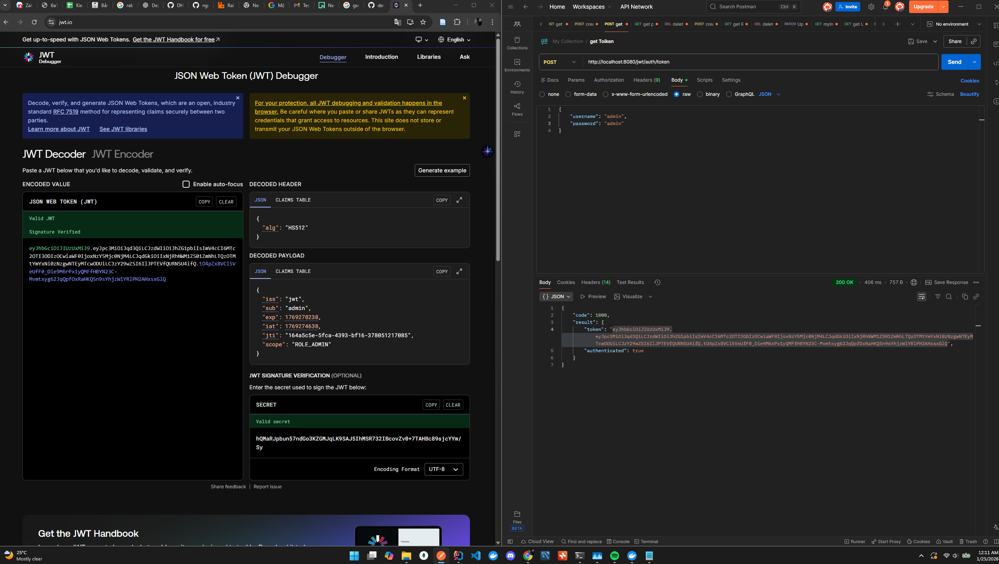 Zal
6a1
Kie
Bản
rab
De
DH
ngu
Rab
Ne
Mậ
Tes
Ne
gso
dev
jwt.io
Get up-to-speed with JSON Web Tokens. Get the JWT Handbook for free
English
JWT
Debugger
Debugger
Introduction
Libraries
Ask
JSON Web Token (JWT) Debugger
Decode, verify, and generate JSON Web Tokens, which are an open, industry
standard RFC 7519 method for representing claims securely between two
parties.
Learn more about JWT See JWT libraries
For your protection, all JWT debugging and validation happens in the
browser. Be careful where you paste or share JWTs as they can represent
credentials that grant access to resources. This site does not store or
transmit your JSON Web Tokens outside of the browser.
JWT Decoder JWT Encoder
Paste a JWT below that you'd like to decode, validate, and verify.
Generate example
ENCODED VALUE
Enable auto-focus
JSON WEB TOKEN (JWT)
COPY
CLEAR
Valid JWT
Signature Verified
eyJhbGciOiJIUzUxMiJ9.eyJpc3MiOiJqd3QiLCJzdWIiOiJhZG1pbiIsImV4cCI6MTc
2OTI3ODIzOCwiaWF0IjoxNzY5Mjc0NjM4LCJqdGkiOiIxNjRhNWM1ZS01ZmNhLTQzOTM
tYmYxNi0zNzgwNTEyMTcwODUiLCJzY29wZSI6IlJPTEVfQURNSU4ifQ.tO4pZx8VCi5V
eUfF0_Die9M6rPx1yQMFfHBYN23C-
Mvmtxyg62JqQpfOxRaHKQSn9sYhjzWiYRlPH2AHxsxGlQ
DECODED HEADER
JSON
CLAIMS TABLE
COPY
{
"alg": "HS512"
}
DECODED PAYLOAD
JSON
CLAIMS TABLE
COPY
{
"iss": "jwt",
"sub": "admin",
"exp": 1769278238,
"iat": 1769274638,
"jti": "164a5c5e-5fca-4393-bf16-378051217085",
"scope": "ROLE_ADMIN"
}
JWT SIGNATURE VERIFICATION (OPTIONAL)
Enter the secret used to sign the JWT below:
SECRET
COPY
CLEAR
Valid secret
hQMaRJpbun57ndGo3KZGMJqLK9SAJ5IhMSR732IBcovZv0+7TAHBc89sjcYYm/
Sy
Encoding Format
UTF-8
Share feedback | Report issue
Get the JWT Handbook
Contents
Home
Workspaces
API Network
Search Postman
Ctrl K
Invite
1
Upgrade
ST get
POST crea
POST get
GET get p
DEL delet
POST crea
GET get R
DEL delet
PATCH Up
GET myIn
GET get U
No environment
Collections
Environments
History
Flows
Files
BETA
HTTP
My Collection / get Toiken
Save
Share
POST
http://localhost:8080/jwt/auth/token
Send
Docs
Params
Authorization
Headers (9)
Body
Scripts
Settings
Cookies
none
form-data
x-www-form-urlencoded
raw
binary
GraphQL
JSON
Schema
Beautify
1 {
2 "username": "admin",
3 "password": "admin"
4 }
Body
Cookies
Headers (14)
Test Results
200 OK
406 ms
757 B
e.g.
Save Response
{} JSON
Preview
Visualize
1 {
2 "code": 1000,
3 "result": {
4 "token": "eyJhbGciOiJIUzUxMiJ9.
eyJpc3MiOiJqd3QiLCJzdWIiOiJhZG1pbiIsImV4cCI6MTc2OTI3ODIzOCwiaWF0IjoxNzY5Mjc0NjM4LCJqdGkiOiIxNjRhNWM1ZS01ZmNhLTQzOTMtYmYxNi0zNzgwNTEyM
TcwODUiLCJzY29wZSI6IlJPTEVfQURNSU4ifQ.tO4pZx8VCi5VeUfF0_Die9M6rPx1yQMFfHBYN23C-Mvmtxyg62JqQpfOxRaHKQSn9sYhjzWiYRlPH2AHxsxGlQ",
5 "authenticated": true
6 }
7 }
Cloud View
Find and replace
Console
Terminal
Runner
Start Proxy
Cookies
Vault
Trash
25°C
Mostly clear
12:11 AM
1/25/2026